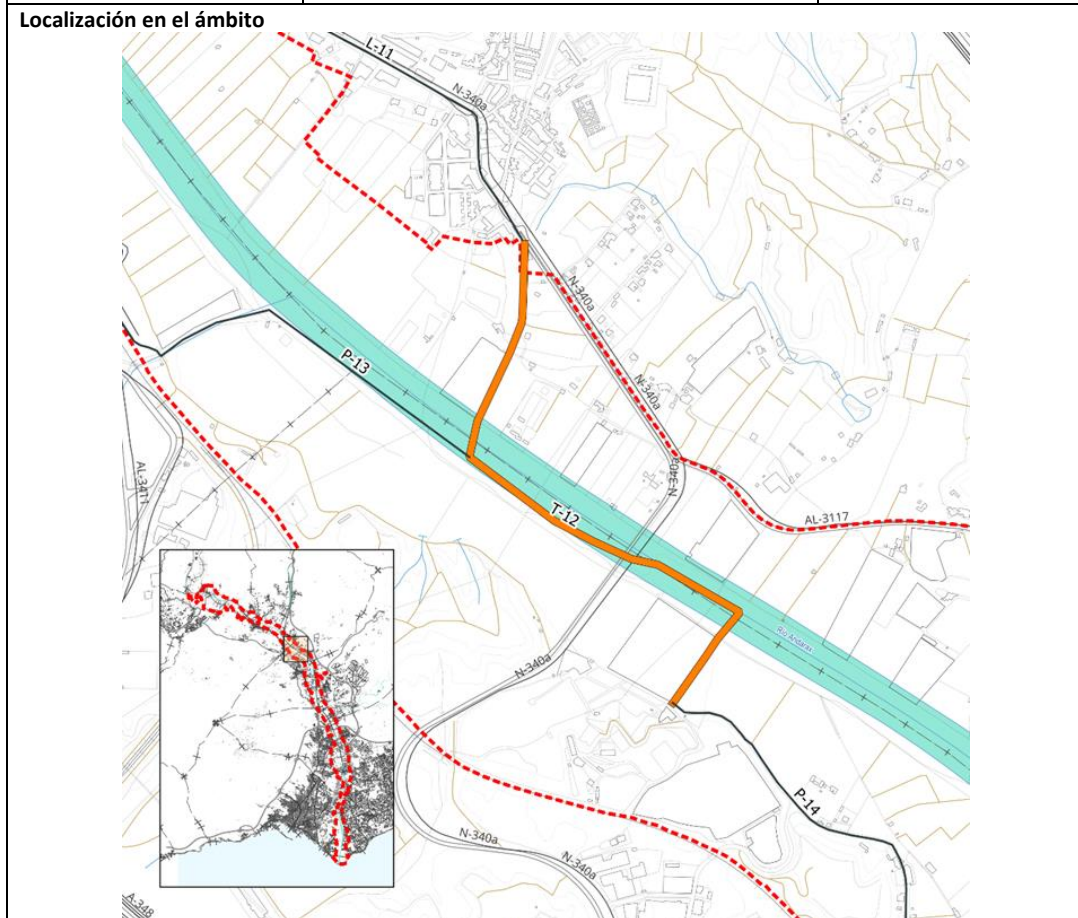 Localización en el ámbito
L-11
N-340a
N-340a
P-13
N-340a
N-340a
AL-3411
T-12
AL-3117
Río Andarax
N-340a
P-14
N-340a
N-340a
A-348